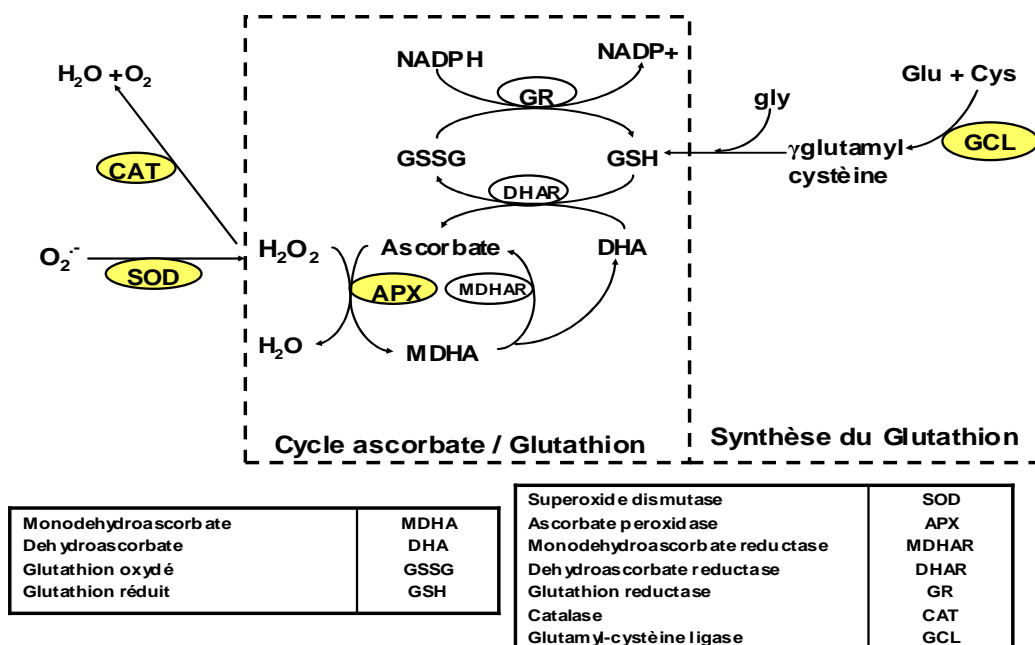 NADPH NADP+
H₂O + O₂ Glu + Cys
GR gly
GCL
CAT GSSG GSH γglutamyl
cystèine
DHAR
O₂·⁻ H₂O₂ Ascorbate DHA
SOD APX MDHAR
H₂O MDHA
Cycle ascorbate / Glutathion Synthèse du Glutathion
Monodehydroascorbate MDHA
Dehydroascorbate DHA
Glutathion oxydé GSSG
Glutathion réduit GSH
Superoxide dismutase SOD
Ascorbate peroxidase APX
Monodehydroascorbate reductase MDHAR
Dehydroascorbate reductase DHAR
Glutathion reductase GR
Catalase CAT
Glutamyl-cystèine ligase GCL